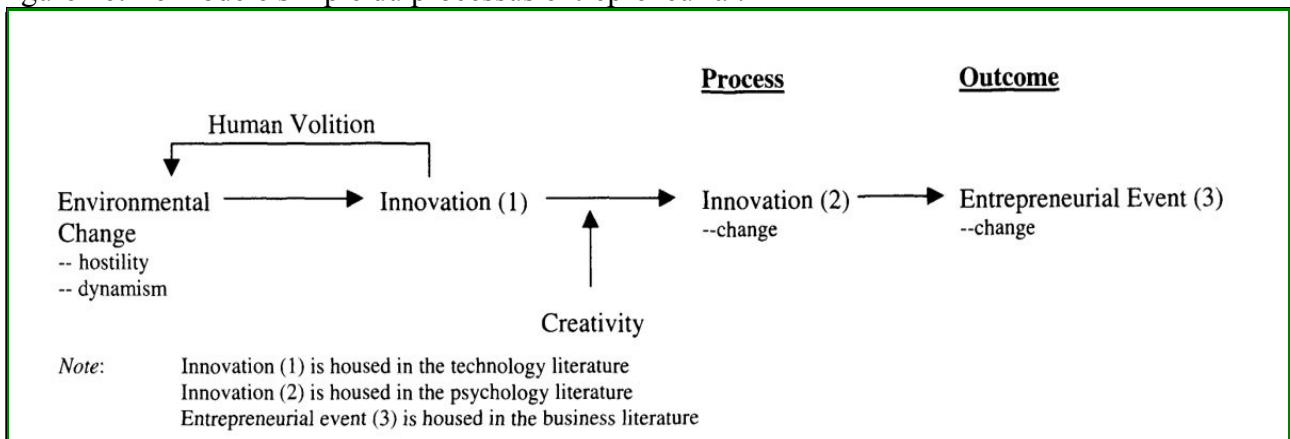 Process Outcome
Human Volition
Environmental Innovation (1) Innovation (2) Entrepreneurial Event (3)
Change --change --change
-- hostility
-- dynamism
Creativity
Note: Innovation (1) is housed in the technology literature
Innovation (2) is housed in the psychology literature
Entrepreneurial event (3) is housed in the business literature